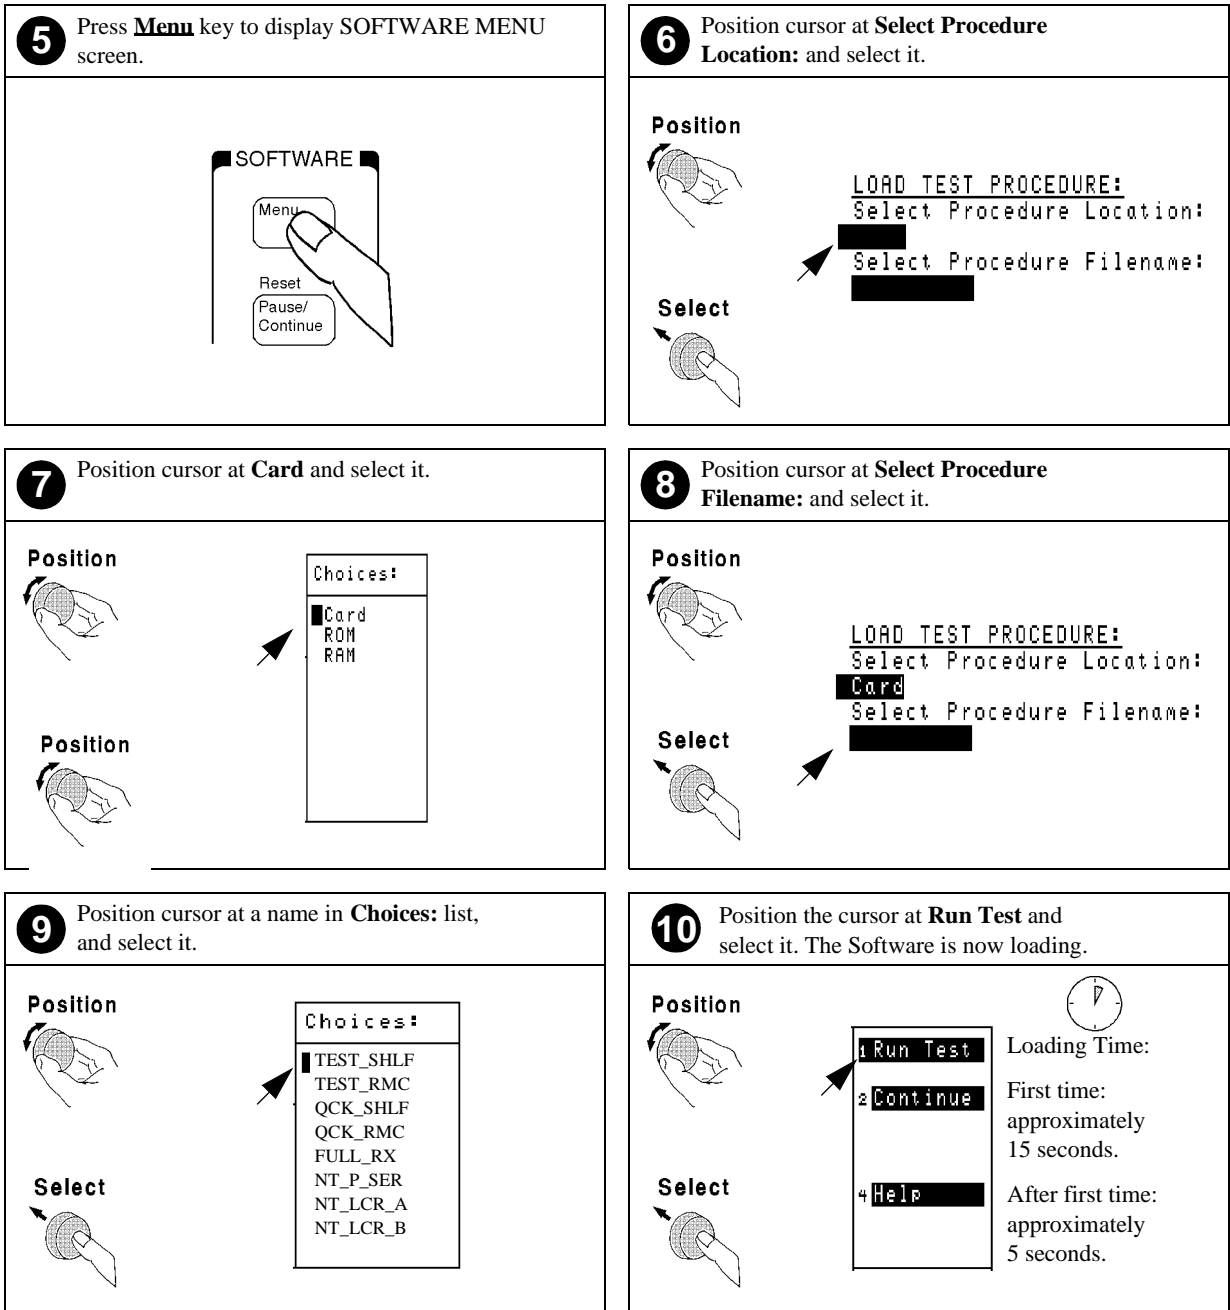 5
Press Menu key to display SOFTWARE MENU
screen.
SOFTWARE
Menu
Reset
Pause/
Continue
6
Position cursor at Select Procedure
Location: and select it.
Position
Select
LOAD TEST PROCEDURE:
Select Procedure Location:
Select Procedure Filename:
7
Position cursor at Card and select it.
Position
Position
Choices:
Card
ROM
RAM
8
Position cursor at Select Procedure
Filename: and select it.
Position
Select
LOAD TEST PROCEDURE:
Select Procedure Location:
Card
Select Procedure Filename:
9
Position cursor at a name in Choices: list,
and select it.
Position
Select
Choices:
TEST_SHLF
TEST_RMC
QCK_SHLF
QCK_RMC
FULL_RX
NT_P_SER
NT_LCR_A
NT_LCR_B
10
Position the cursor at Run Test and
select it. The Software is now loading.
Position
Select
1 Run Test
2 Continue
4 Help
Loading Time:
First time:
approximately
15 seconds.
After first time:
approximately
5 seconds.